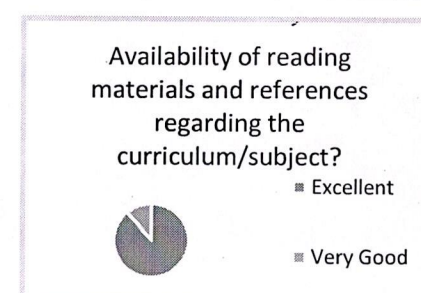 Availability of reading
materials and references
regarding the
curriculum/subject?
Excellent
Very Good